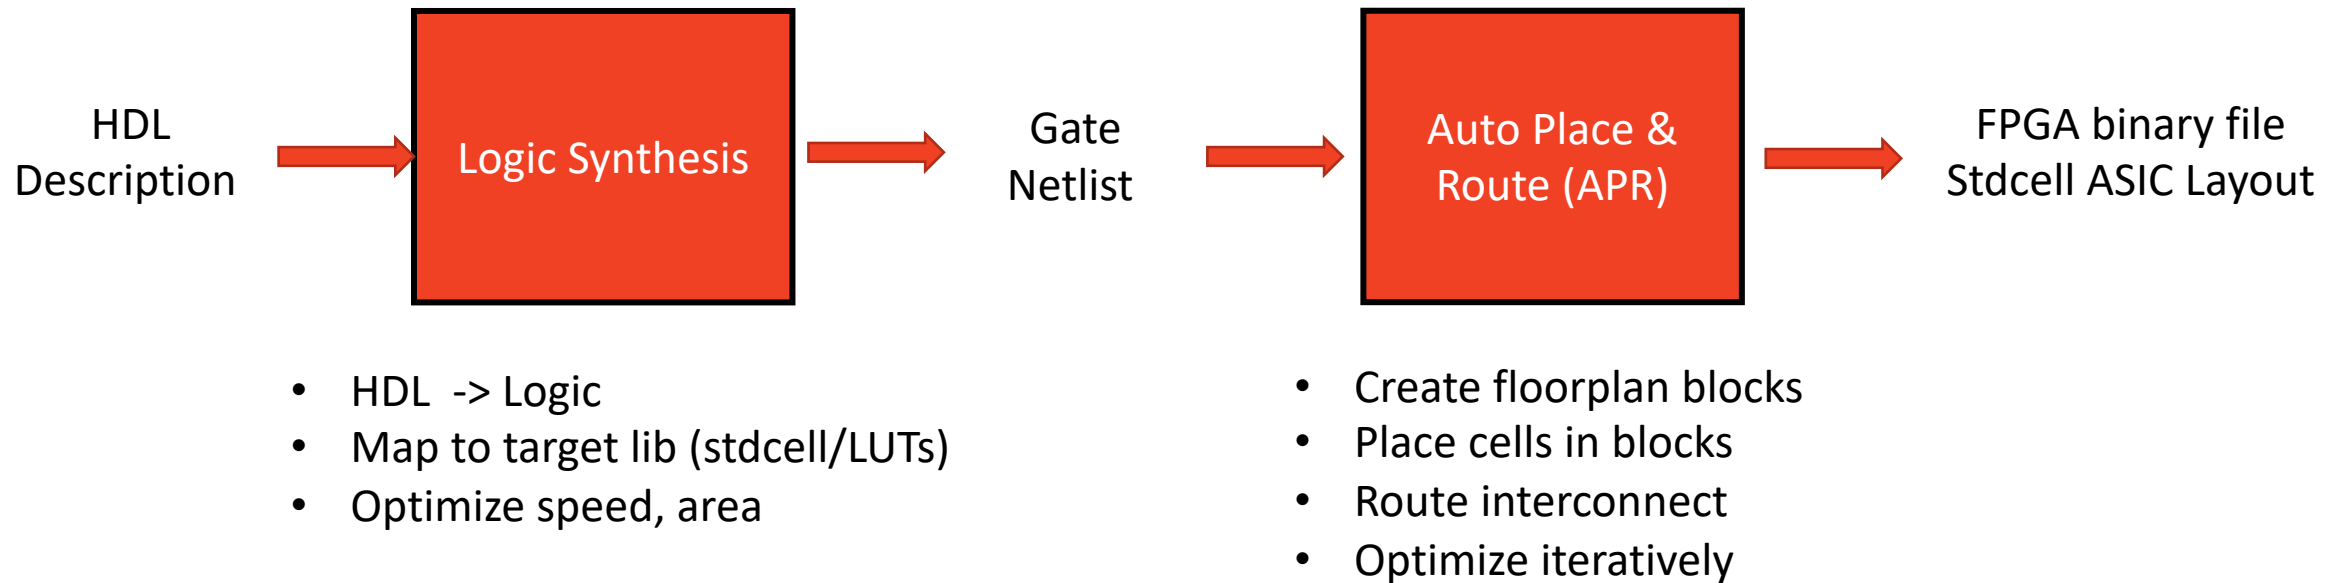 HDL
Description
Logic Synthesis
Gate
Netlist
Auto Place &
Route (APR)
FPGA binary file
Stdcell ASIC Layout
• HDL -> Logic
• Map to target lib (stdcell/LUTs)
• Optimize speed, area
• Create floorplan blocks
• Place cells in blocks
• Route interconnect
• Optimize iteratively